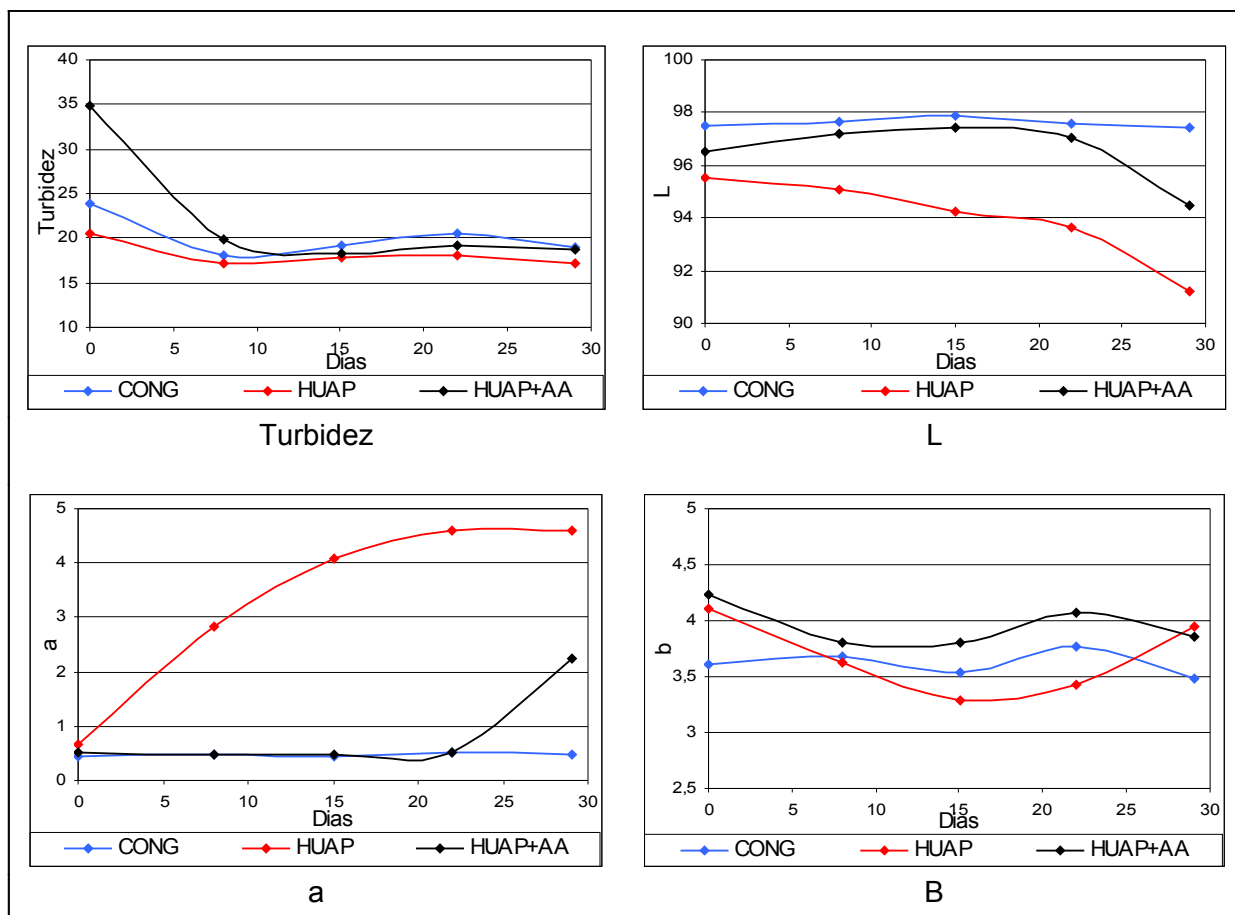 40
35
30
25
20
15
10
Turbidez
0 5 10 15 20 25 30
Dias
CONG HUAP HUAP+AA
Turbidez
100
98
96
94
92
90
L
0 5 10 15 20 25 30
Dias
CONG HUAP HUAP+AA
L
5
4
3
2
1
0
a
0 5 10 15 20 25 30
Dias
CONG HUAP HUAP+AA
a
5
4,5
4
3,5
3
2,5
b
0 5 10 15 20 25 30
Dias
CONG HUAP HUAP+AA
B